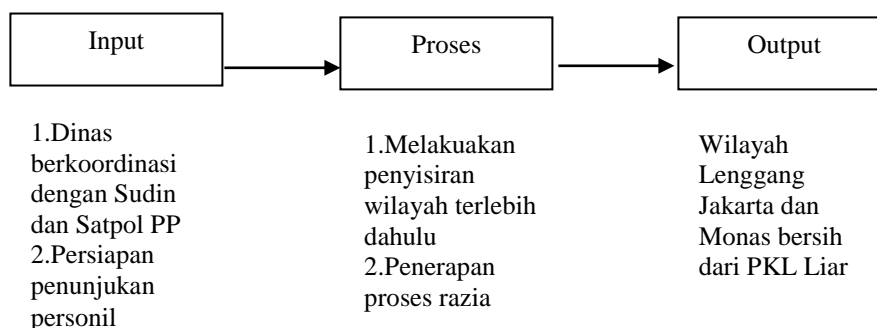 Input
Proses
Output
1.Dinas
berkoordinasi
dengan Sudin
dan Satpol PP
2.Persiapan
penunjukan
personil
1.Melakuakan
penyisiran
wilayah terlebih
dahulu
2.Penerapan
proses razia
Wilayah
Lenggang
Jakarta dan
Monas bersih
dari PKL Liar